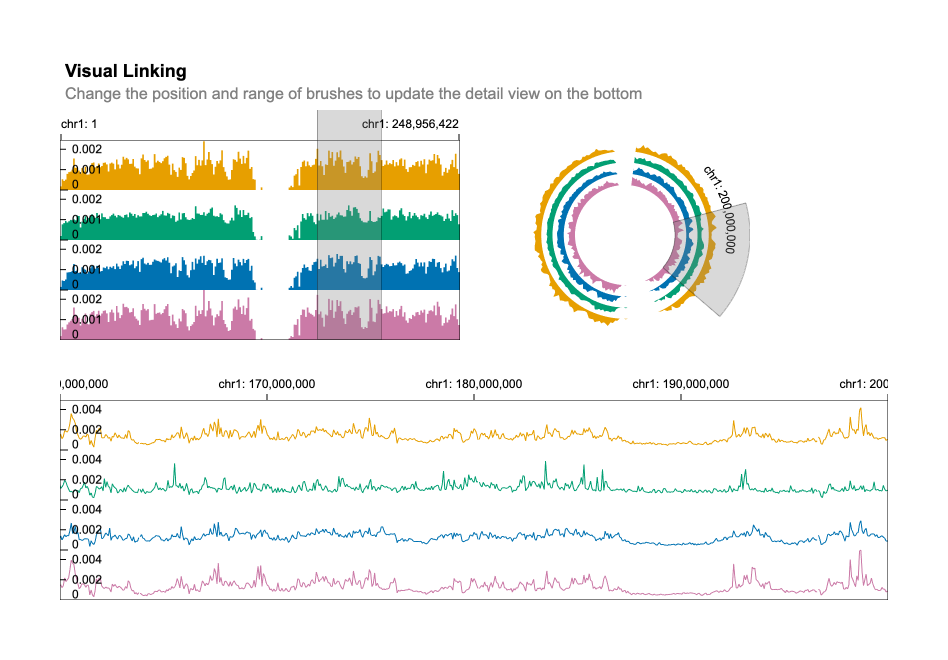 Visual Linking
Change the position and range of brushes to update the detail view on the bottom
chr1: 1
chr1: 248,956,422
0.002
0.001
0
0.002
0.001
0
0.002
0.001
0
0.002
0.001
0
chr1: 200,000,000
0,000,000
chr1: 170,000,000
chr1: 180,000,000
chr1: 190,000,000
chr1: 200
0.004
0.002
0
0.004
0.002
0
0.004
0.002
0
0.004
0.002
0